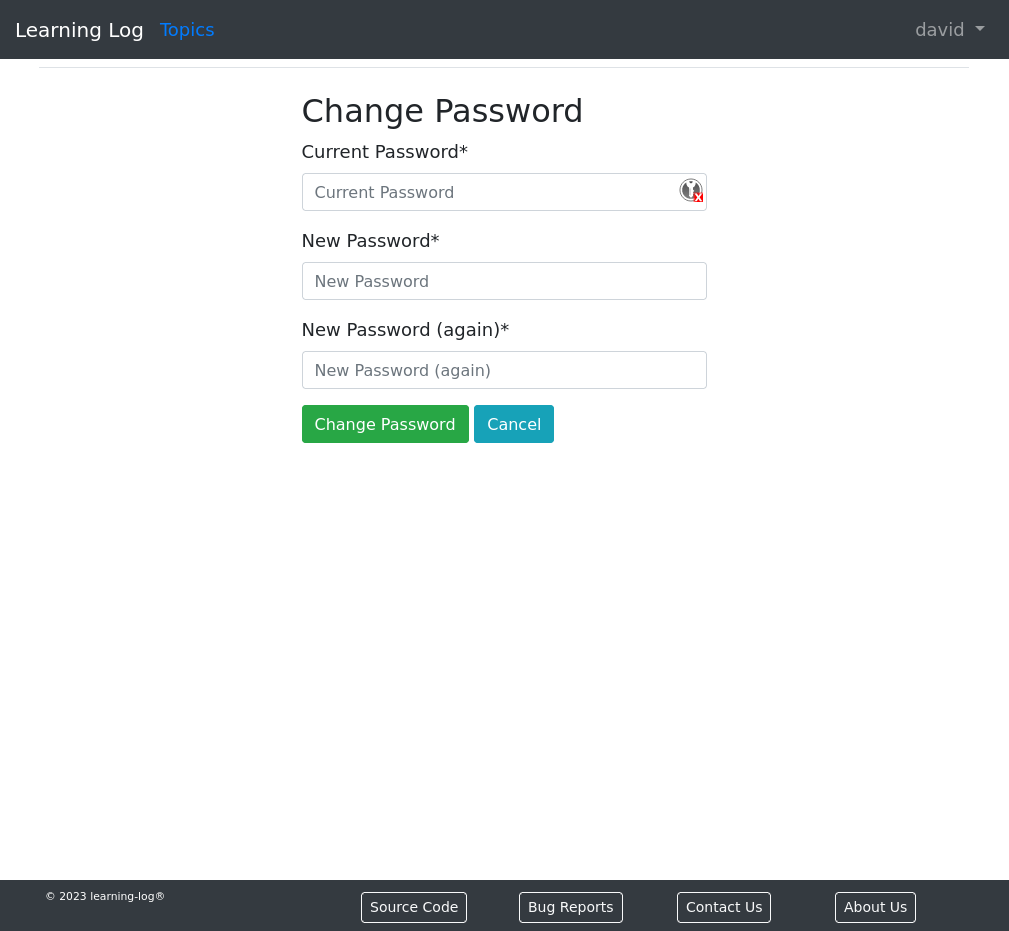 Learning Log Topics david
Change Password
Current Password*
Current Password
X
New Password*
New Password
New Password (again)*
New Password (again)
Change Password Cancel
© 2023 learning-log® Source Code Bug Reports Contact Us About Us